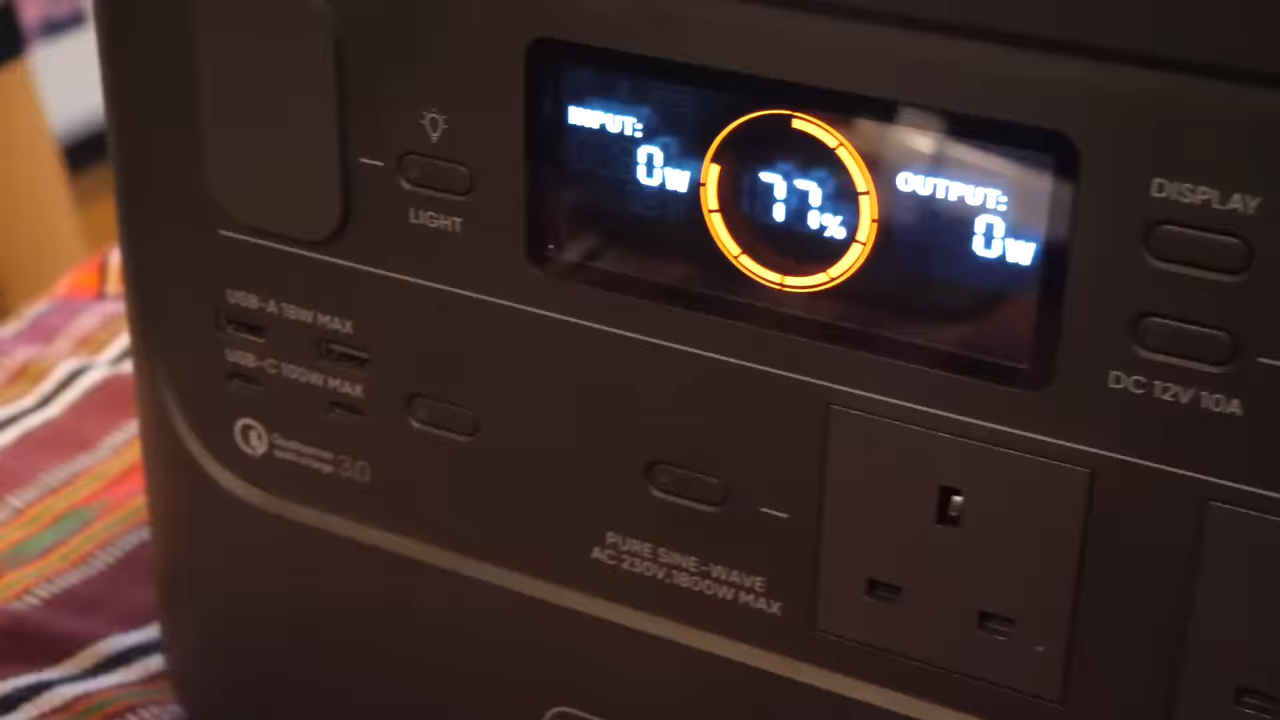 INPUT:
0W
77%
OUTPUT:
0W
LIGHT
DISPLAY
DC 12V 10A
USB-A 18W MAX
USB-C 100W MAX
3.0
PURE SINE-WAVE
AC 230V,1800W MAX